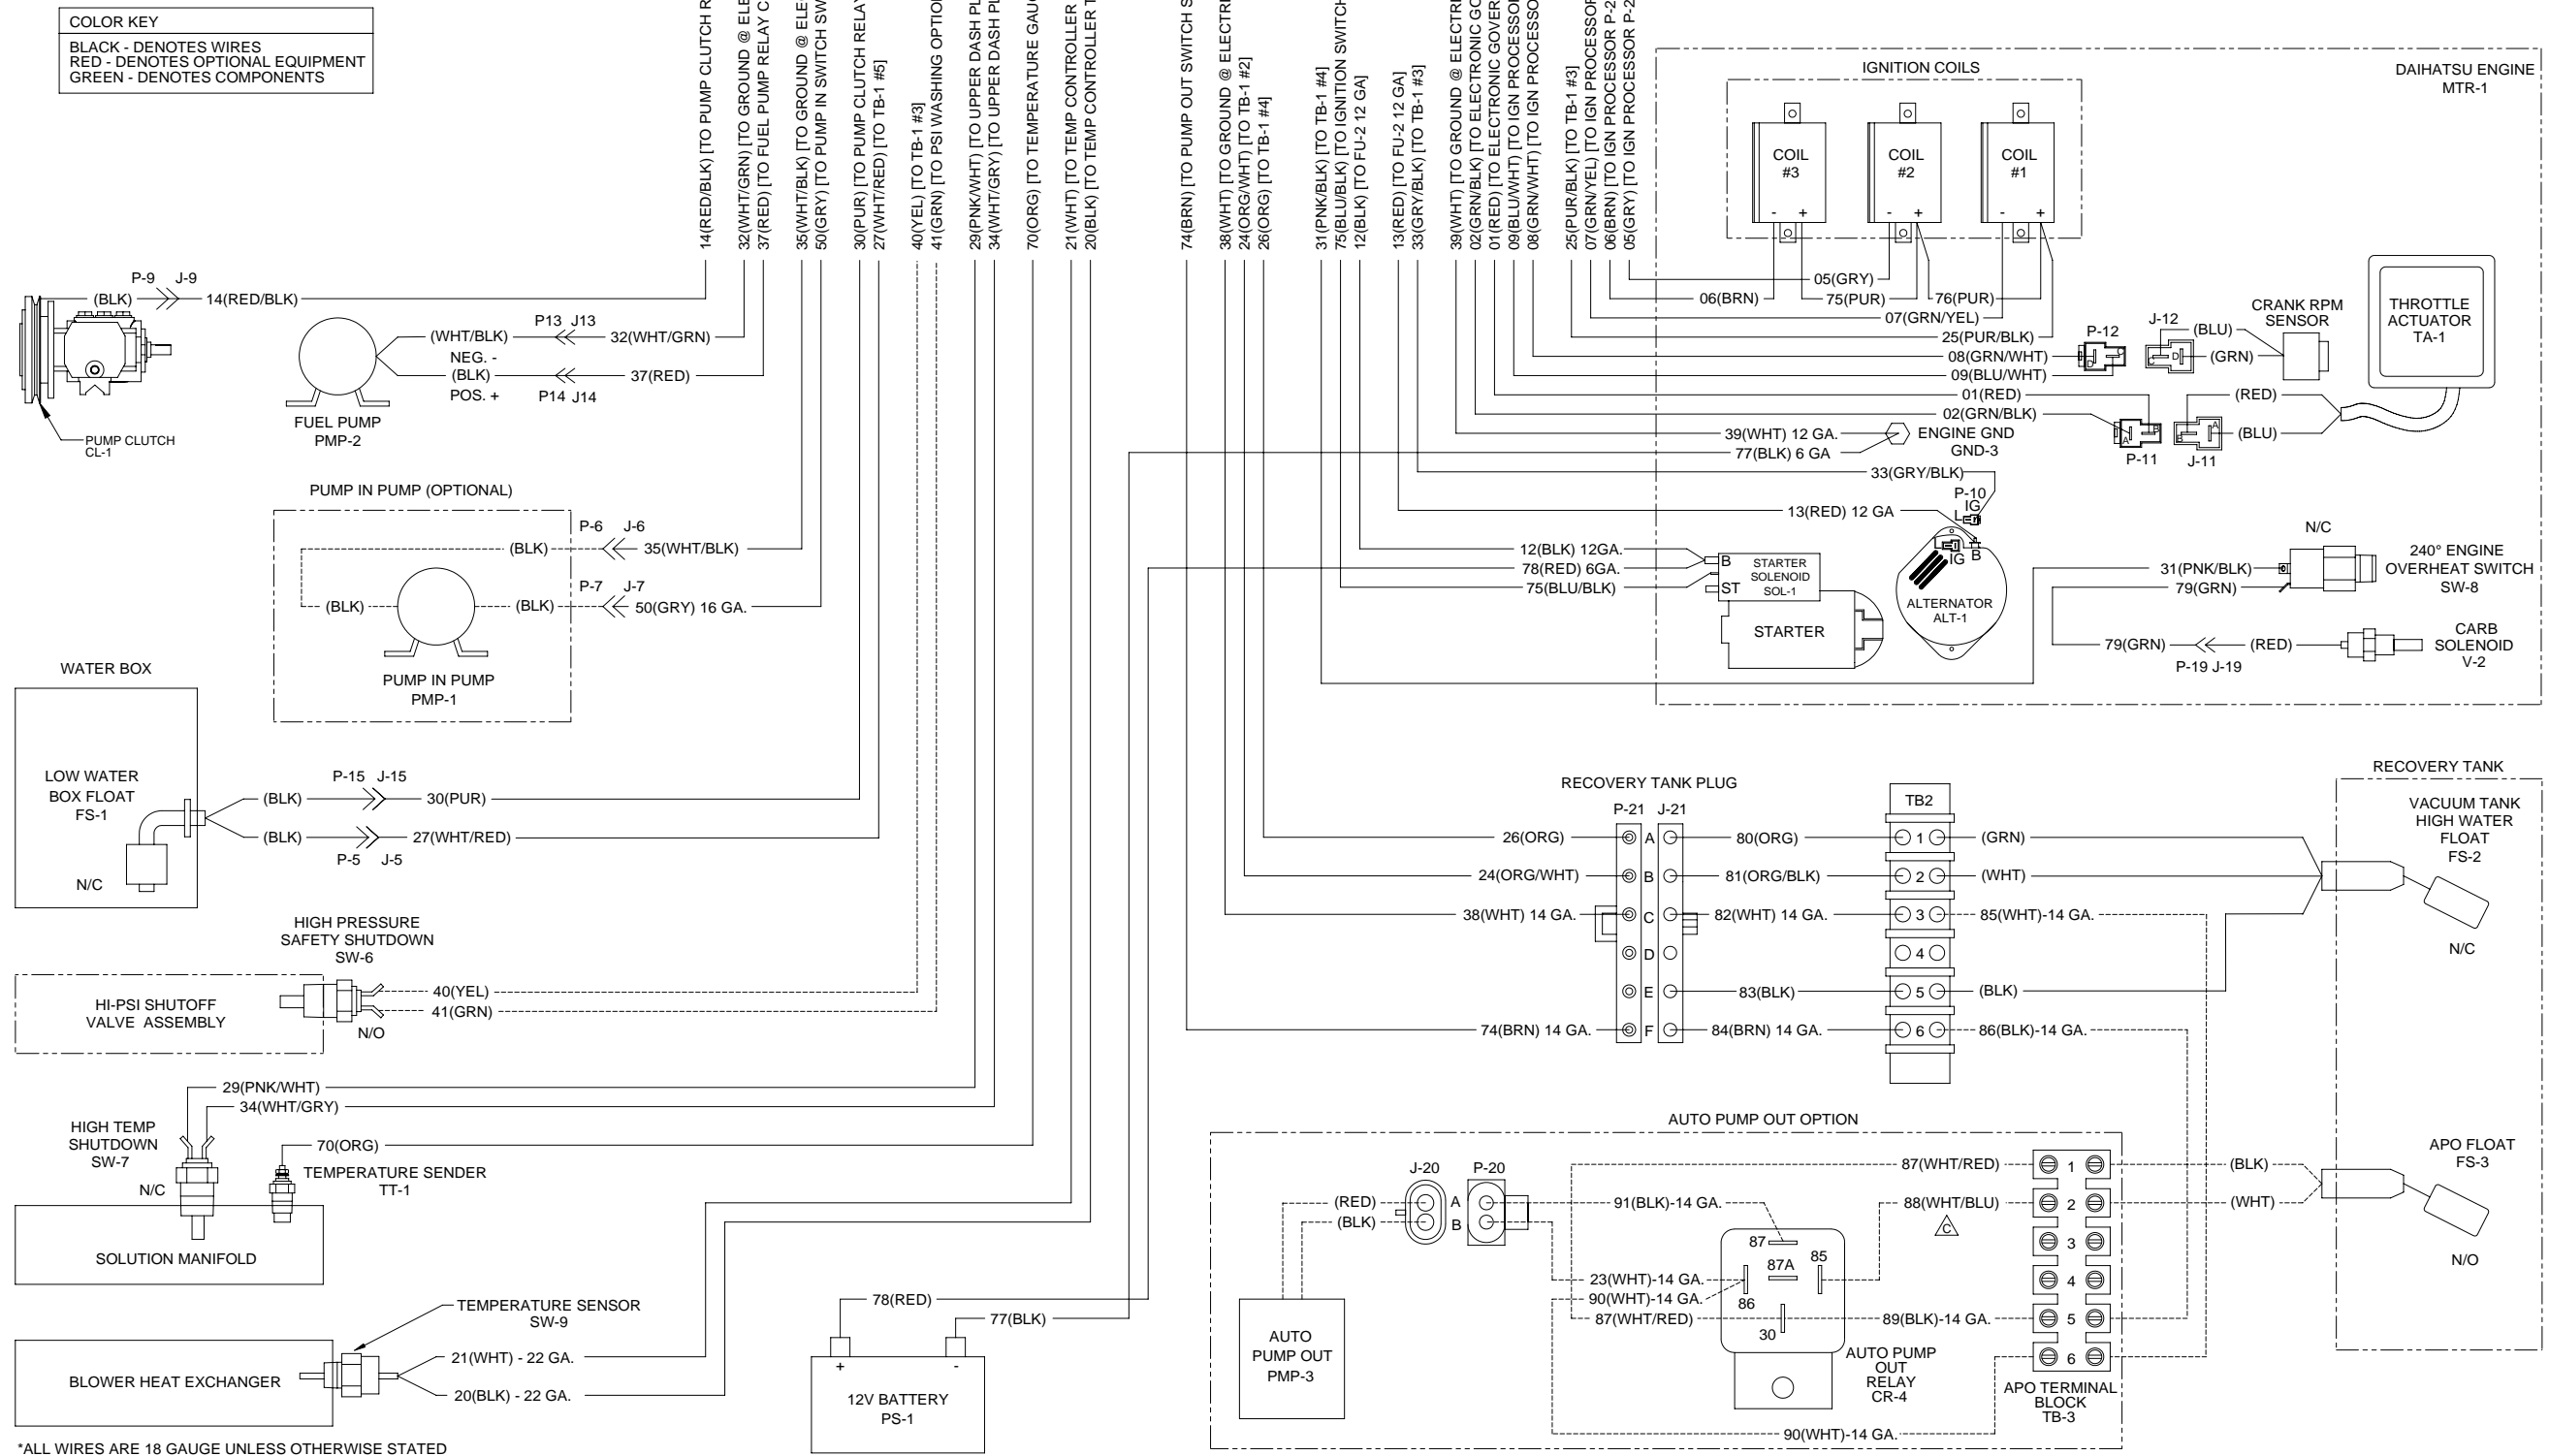 COLOR KEY
BLACK - DENOTES WIRES
RED - DENOTES OPTIONAL EQUIPMENT
GREEN - DENOTES COMPONENTS
14(RED/BLK) [TO PUMP CLUTCH
32(WHT/GRN) [TO GROUND @
37(RED) [TO FUEL PUMP RELAY
35(WHT/BLK) [TO GROUND @
50(GRY) [TO PUMP IN SWITCH
30(PUR) [TO PUMP CLUTCH RELAY
27(WHT/RED) [TO TB-1 #5]
40(YEL) [TO TB-1 #3]
41(GRN) [TO PSI WASHING
29(PNK/WHT) [TO UPPER DASH
34(WHT/GRY) [TO UPPER DASH
70(ORG) [TO TEMPERATURE
21(WHT) [TO TEMP CONTROLLER
20(BLK) [TO TEMP CONTROLLER
74(BRN) [TO PUMP OUT SWITCH
38(WHT) [TO GROUND @
24(ORG/WHT) [TO TB-1 #2]
26(ORG) [TO TB-1 #4]
31(PNK/BLK) [TO TB-1 #4]
75(BLU/BLK) [TO IGNITION SWITCH
12(BLK) [TO FU-2 12 GA]
13(RED) [TO FU-2 12 GA]
33(GRY/BLK) [TO TB-1 #3]
39(WHT) [TO GROUND @
02(GRN/BLK) [TO ELECTRONIC
01(RED) [TO ELECTRONIC
09(BLU/WHT) [TO IGN
08(GRN/WHT) [TO IGN
25(PUR/BLK) [TO TB-1 #3]
07(GRN/YEL) [TO IGN PROCESSOR
06(BRN) [TO IGN PROCESSOR
05(GRY) [TO IGN PROCESSOR
IGNITION COILS
DAIHATSU ENGINE
MTR-1
COIL
#3
- +
COIL
#2
- +
COIL
#1
- +
05(GRY)
06(BRN)
75(PUR)
76(PUR)
07(GRN/YEL)
25(PUR/BLK)
08(GRN/WHT)
09(BLU/WHT)
01(RED)
02(GRN/BLK)
39(WHT) 12 GA.
77(BLK) 6 GA
ENGINE GND
GND-3
33(GRY/BLK)
13(RED) 12 GA
P-12
D
C
J-12
C
D
(BLU)
(GRN)
CRANK RPM
SENSOR
THROTTLE
ACTUATOR
TA-1
P-11
A
B
J-11
B
A
(RED)
(BLU)
P-10
IG
L
IG
B
ALTERNATOR
ALT-1
12(BLK) 12GA.
78(RED) 6GA.
75(BLU/BLK)
B
ST
STARTER
SOLENOID
SOL-1
STARTER
N/C
240° ENGINE
OVERHEAT SWITCH
SW-8
31(PNK/BLK)
79(GRN)
79(GRN)
P-19 J-19
(RED)
CARB
SOLENOID
V-2
P-9 J-9
(BLK)
14(RED/BLK)
PUMP CLUTCH
CL-1
P13 J13
(WHT/BLK)
32(WHT/GRN)
NEG. -
(BLK)
37(RED)
POS. +
P14 J14
FUEL PUMP
PMP-2
PUMP IN PUMP (OPTIONAL)
P-6 J-6
(BLK)
35(WHT/BLK)
P-7 J-7
(BLK)
(BLK)
50(GRY) 16 GA.
PUMP IN PUMP
PMP-1
WATER BOX
LOW WATER
BOX FLOAT
FS-1
N/C
P-15 J-15
(BLK)
30(PUR)
(BLK)
27(WHT/RED)
P-5 J-5
HIGH PRESSURE
SAFETY SHUTDOWN
SW-6
HI-PSI SHUTOFF
VALVE ASSEMBLY
40(YEL)
41(GRN)
N/O
29(PNK/WHT)
34(WHT/GRY)
HIGH TEMP
SHUTDOWN
SW-7
N/C
70(ORG)
TEMPERATURE SENDER
TT-1
SOLUTION MANIFOLD
TEMPERATURE SENSOR
SW-9
BLOWER HEAT EXCHANGER
21(WHT) - 22 GA.
20(BLK) - 22 GA.
78(RED)
77(BLK)
+ -
12V BATTERY
PS-1
*ALL WIRES ARE 18 GAUGE UNLESS OTHERWISE STATED
RECOVERY TANK PLUG
P-21 J-21
TB2
26(ORG)
A
80(ORG)
1
(GRN)
24(ORG/WHT)
B
81(ORG/BLK)
2
(WHT)
38(WHT) 14 GA.
C
82(WHT) 14 GA.
3
85(WHT)-14 GA.
D
4
E
83(BLK)
5
(BLK)
74(BRN) 14 GA.
F
84(BRN) 14 GA.
6
86(BLK)-14 GA.
RECOVERY TANK
VACUUM TANK
HIGH WATER
FLOAT
FS-2
N/C
APO FLOAT
FS-3
N/O
AUTO PUMP OUT OPTION
J-20 P-20
(RED)
(BLK)
A
B
AUTO
PUMP OUT
PMP-3
87(WHT/RED)
91(BLK)-14 GA.
88(WHT/BLU)
C
87
87A
85
86
30
23(WHT)-14 GA.
90(WHT)-14 GA.
87(WHT/RED)
89(BLK)-14 GA.
AUTO PUMP
OUT
RELAY
CR-4
90(WHT)-14 GA.
1
2
3
4
5
6
(BLK)
(WHT)
APO TERMINAL
BLOCK
TB-3